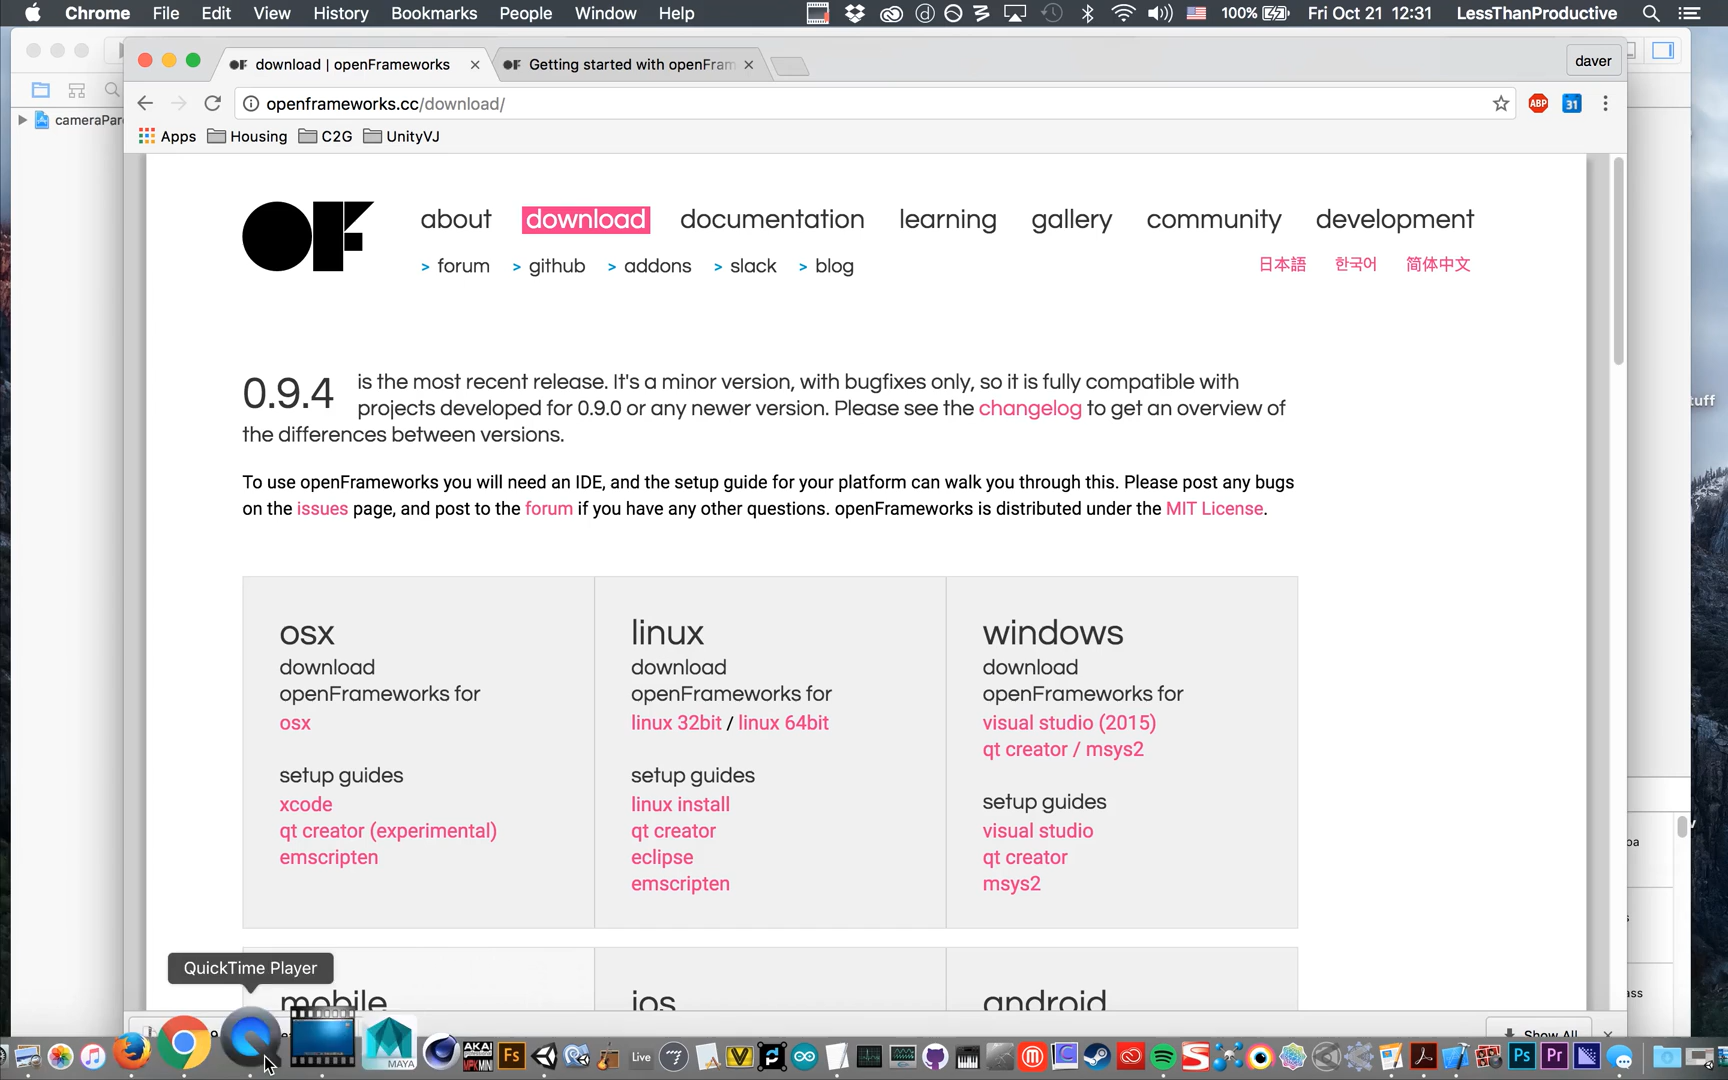 Chrome File Edit View History Bookmarks People Window Help 100% Fri Oct 21 12:31 LessThanProductive
download | openFrameworks Getting started with openFram daver
openframeworks.cc/download/ ABP 31
Apps Housing C2G UnityVJ
cameraPar
OF about download documentation learning gallery community development
> forum > github > addons > slack > blog 日本語 한국어 简体中文
0.9.4 is the most recent release. It's a minor version, with bugfixes only, so it is fully compatible with
projects developed for 0.9.0 or any newer version. Please see the changelog to get an overview of
the differences between versions.
tuff
To use openFrameworks you will need an IDE, and the setup guide for your platform can walk you through this. Please post any bugs
on the issues page, and post to the forum if you have any other questions. openFrameworks is distributed under the MIT License.
osx
download
openFrameworks for
osx
setup guides
xcode
qt creator (experimental)
emscripten
linux
download
openFrameworks for
linux 32bit / linux 64bit
setup guides
linux install
qt creator
eclipse
emscripten
windows
download
openFrameworks for
visual studio (2015)
qt creator / msys2
setup guides
visual studio
qt creator
msys2
mobile ios android
QuickTime Player
Show All
MAYA Fs Live Ps Pr